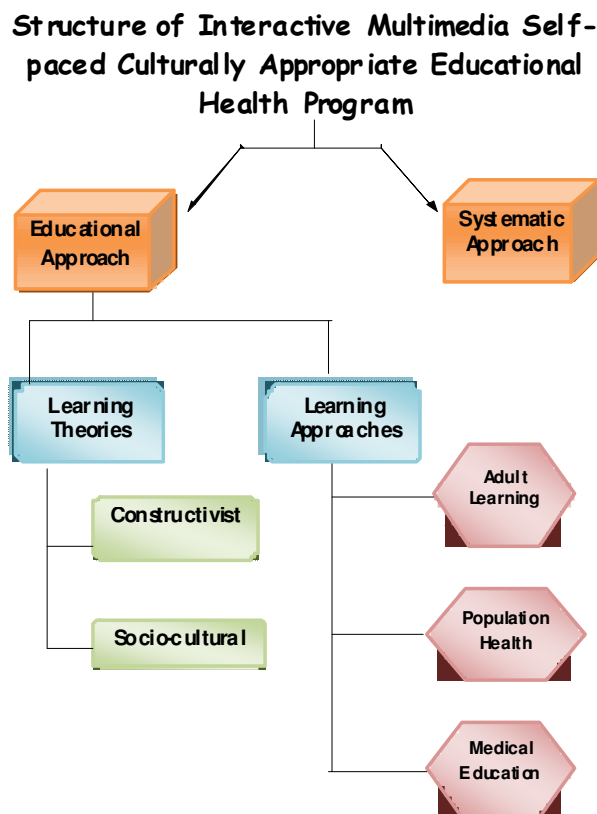 Structure of Interactive Multimedia Self-
paced Culturally Appropriate Educational
Health Program
Educational
Approach
Systematic
Approach
Learning
Theories
Learning
Approaches
Constructivist
Socio-cultural
Adult
Learning
Population
Health
Medical
Education